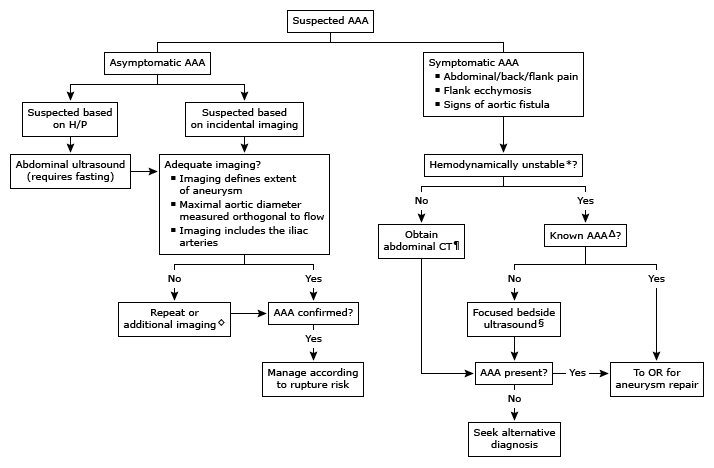 Suspected AAA
Asymptomatic AAA
Suspected based
on H/P
Suspected based
on incidental imaging
Abdominal ultrasound
(requires fasting)
Adequate imaging?
▪ Imaging defines extent
of aneurysm
▪ Maximal aortic diameter
measured orthogonal to flow
▪ Imaging includes the iliac
arteries
No
Yes
Repeat or
additional imaging◇
AAA confirmed?
Yes
Manage according
to rupture risk
Symptomatic AAA
▪ Abdominal/back/flank pain
▪ Flank ecchymosis
▪ Signs of aortic fistula
Hemodynamically unstable*?
No
Yes
Obtain
abdominal CT¶
Known AAAΔ?
No
Yes
Focused bedside
ultrasound§
AAA present?
Yes
To OR for
aneurysm repair
No
Seek alternative
diagnosis